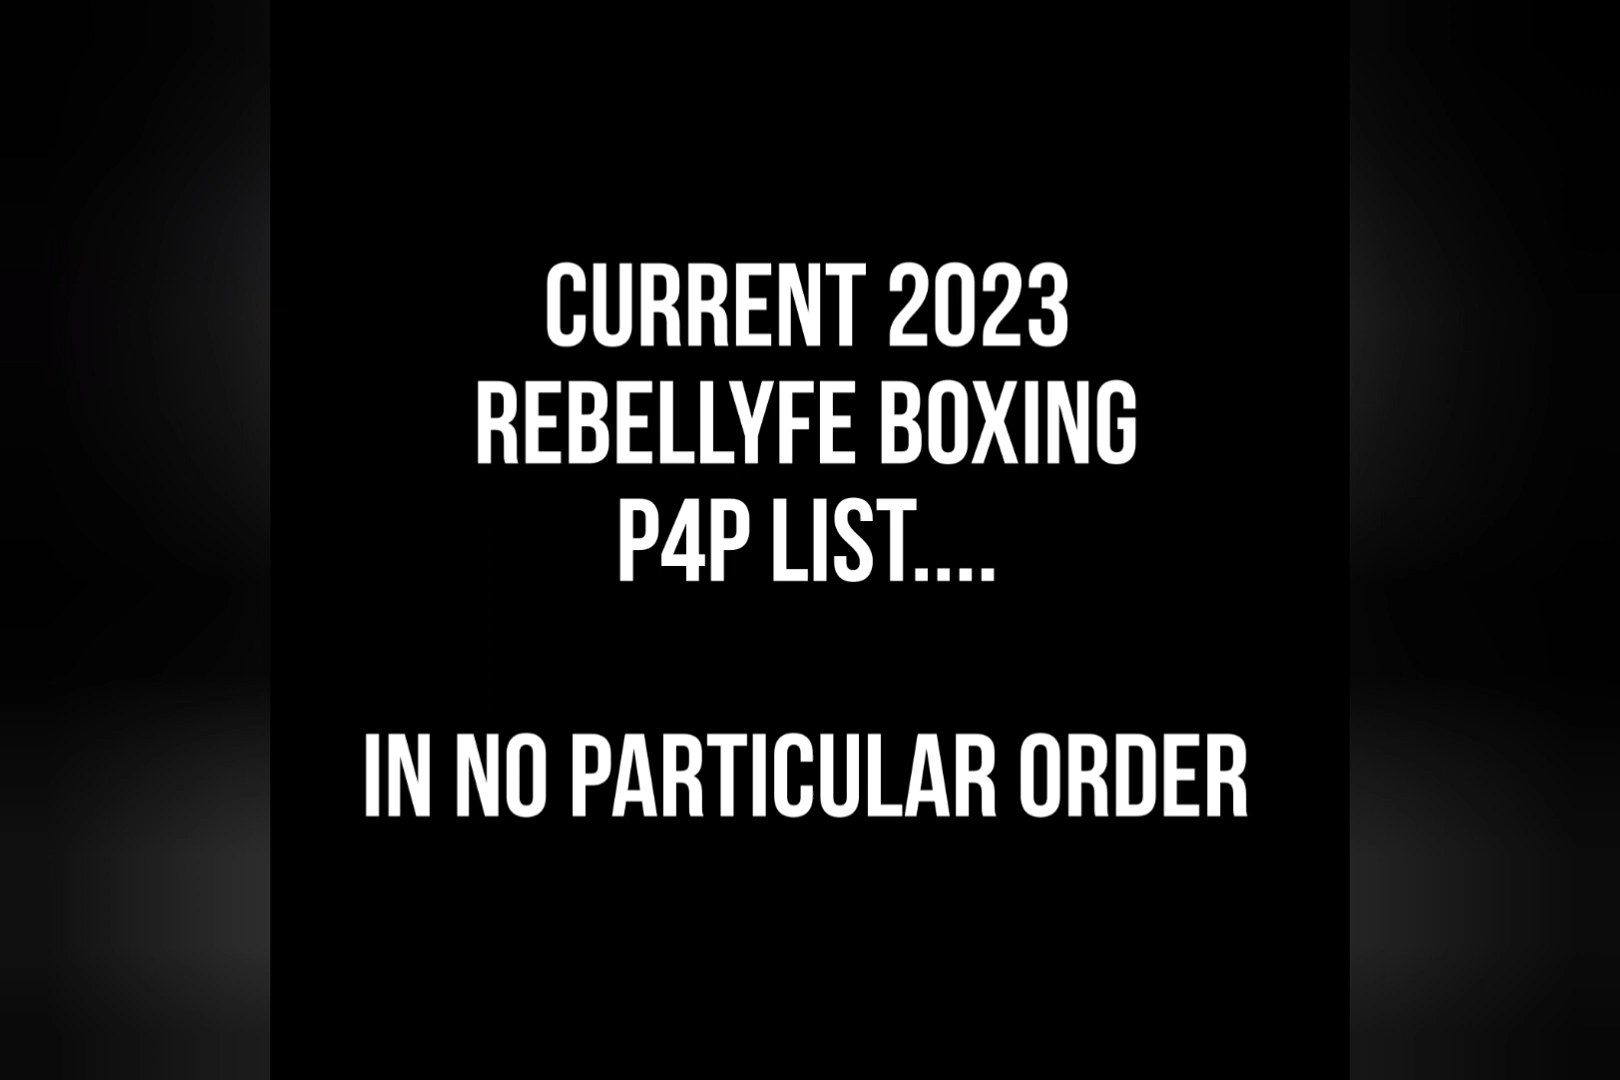 CURRENT 2023
REBELLYFE BOXING
P4P LIST....
IN NO PARTICULAR ORDER